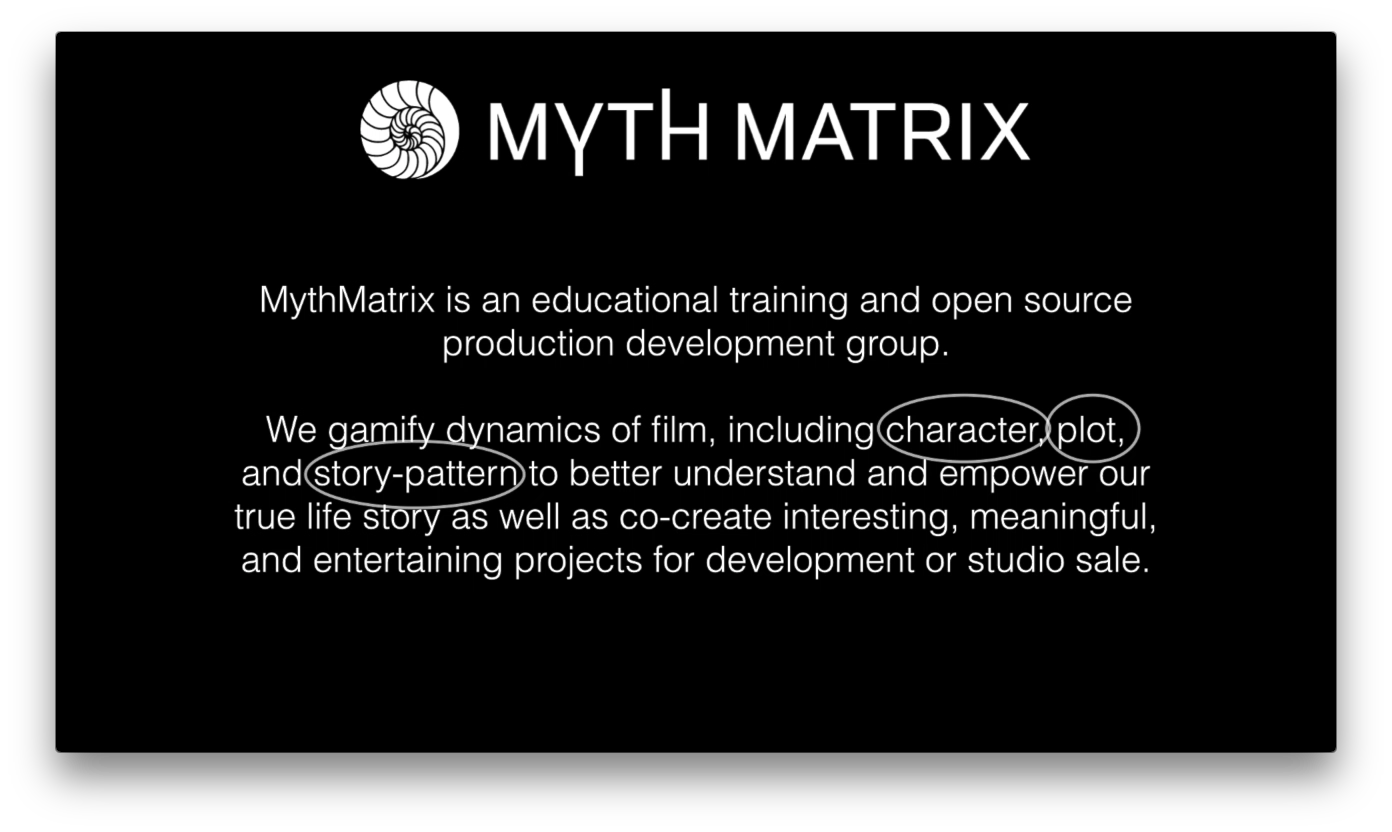 MYTH MATRIX
MythMatrix is an educational training and open source
production development group.
We gamify dynamics of film, including character, plot,
and story-pattern to better understand and empower our
true life story as well as co-create interesting, meaningful,
and entertaining projects for development or studio sale.